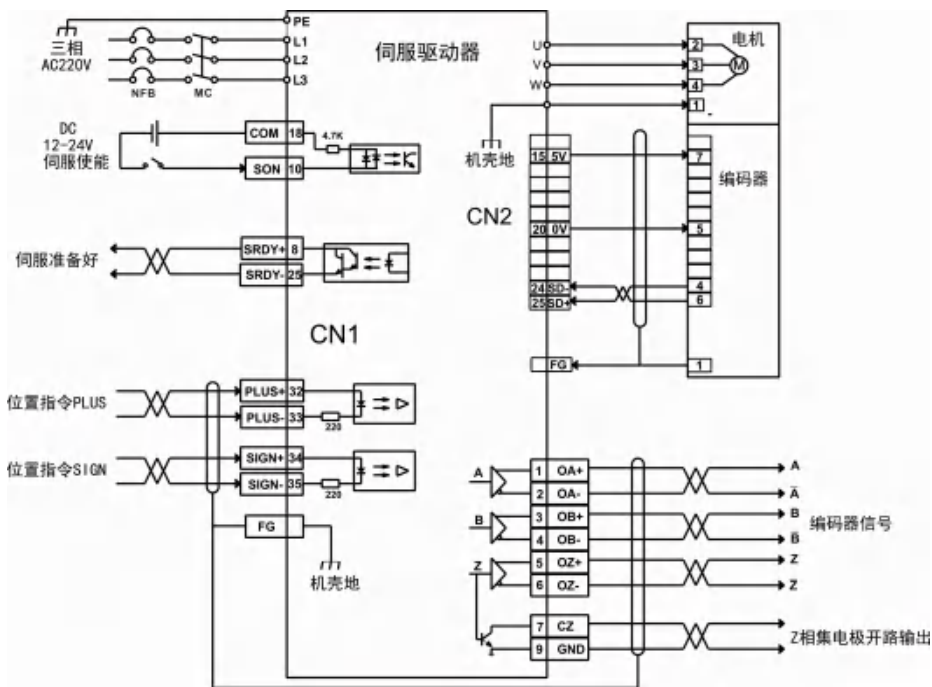 PE
三相
AC220V
L1
L2
L3
NFB
MC
伺服驱动器
U
V
W
2
3
4
1
电机
M
DC
12-24V
伺服使能
COM 18
4.7K
SON 10
机壳地
15 5V
7
编码器
CN2
20 0V
5
24 SD-
4
25 SD+
6
FG
1
伺服准备好
SRDY+ 8
SRDY- 25
CN1
位置指令PLUS
PLUS+ 32
PLUS- 33
220
位置指令SIGN
SIGN+ 34
SIGN- 35
220
FG
机壳地
A
1 OA+
A
2 OA-
A̅
B
3 OB+
B
4 OB-
B̅
编码器信号
Z
5 OZ+
Z
6 OZ-
Z
7 CZ
9 GND
Z相集电极开路输出